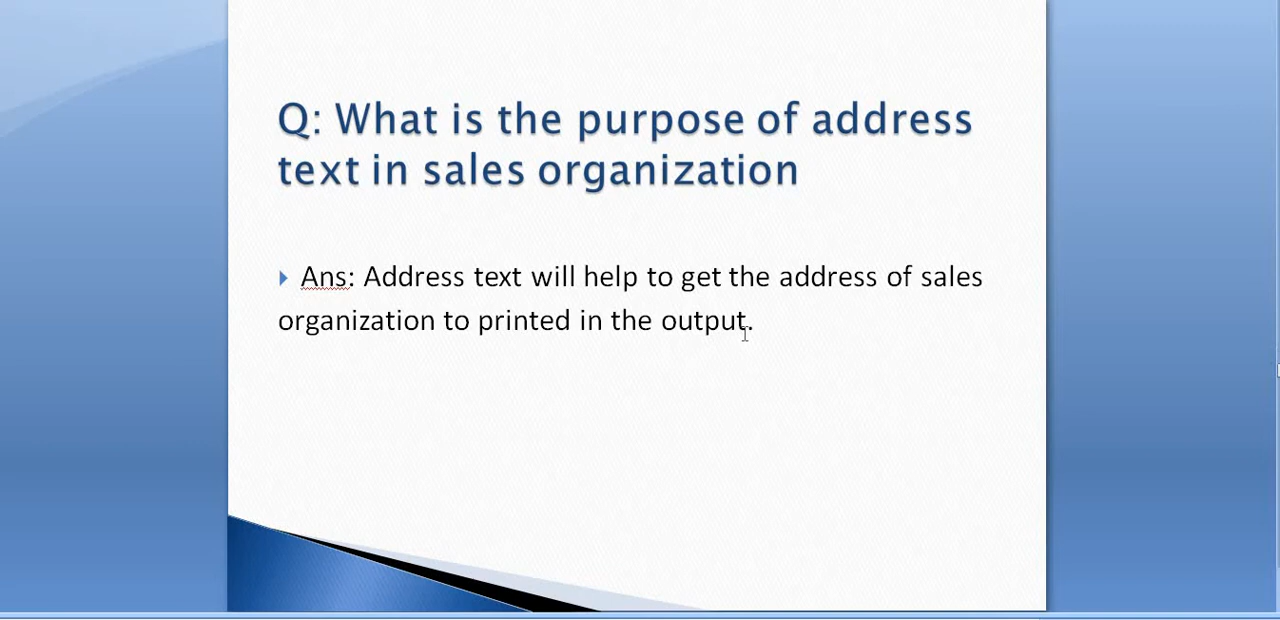 Q: What is the purpose of address
text in sales organization
Ans: Address text will help to get the address of sales
organization to printed in the output.